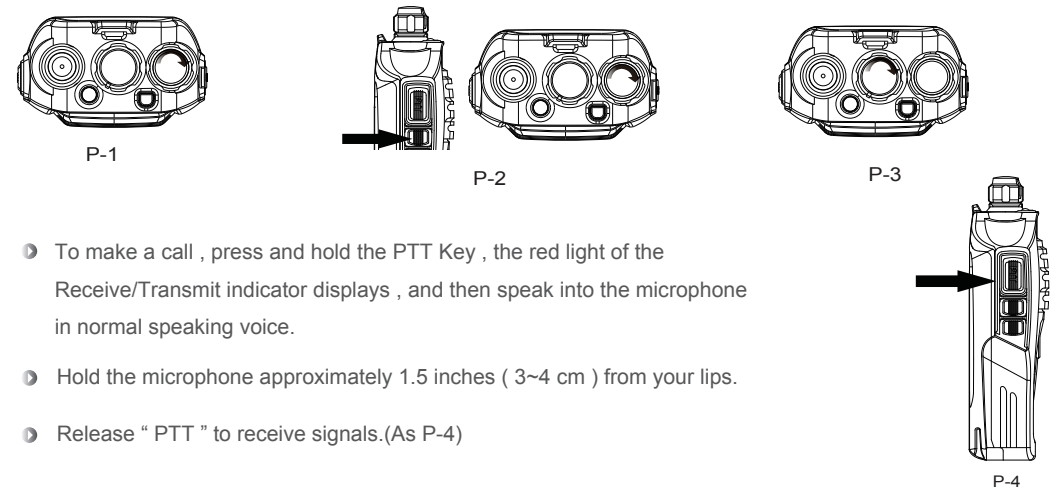 P-1
P-2
P-3
To make a call , press and hold the PTT Key , the red light of the
Receive/Transmit indicator displays , and then speak into the microphone
in normal speaking voice.
Hold the microphone approximately 1.5 inches ( 3~4 cm ) from your lips.
Release “ PTT ” to receive signals.(As P-4)
P-4